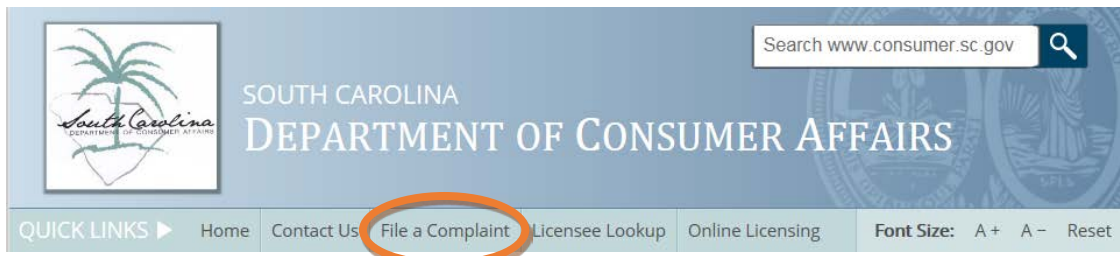 Search www.consumer.sc.gov
South Carolina
DEPARTMENT OF CONSUMER AFFAIRS
SOUTH CAROLINA
DEPARTMENT OF CONSUMER AFFAIRS
QUICK LINKS ▶ Home Contact Us File a Complaint Licensee Lookup Online Licensing Font Size: A + A − Reset